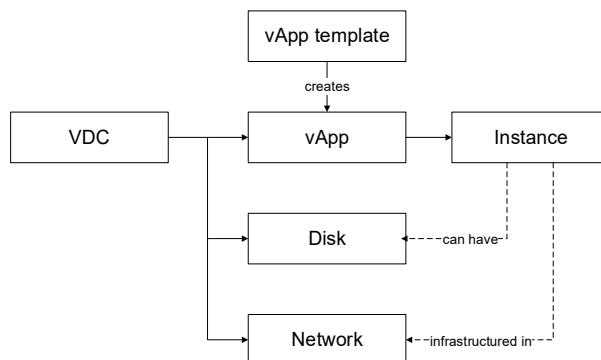 vApp template
creates
VDC
vApp
Instance
Disk
can have
Network
infrastructured in